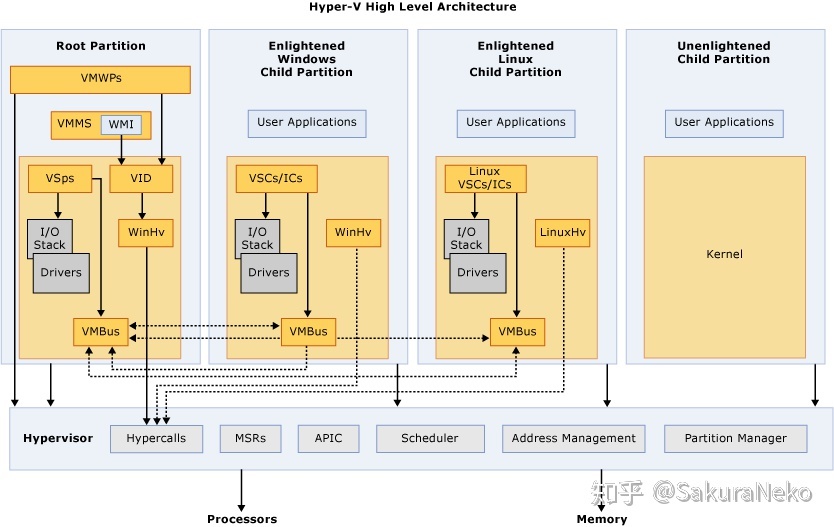 Hyper-V High Level Architecture
Root Partition
VMWPs
VMMS
WMI
VSps
VID
I/O
Stack
Drivers
WinHv
VMBus
Enlightened
Windows
Child Partition
User Applications
VSCs/ICs
I/O
Stack
Drivers
WinHv
VMBus
Enlightened
Linux
Child Partition
User Applications
Linux
VSCs/ICs
I/O
Stack
Drivers
LinuxHv
VMBus
Unenlightened
Child Partition
User Applications
Kernel
Hypervisor
Hypercalls
MSRs
APIC
Scheduler
Address Management
Partition Manager
Processors
Memory
知乎 @SakuraNeko